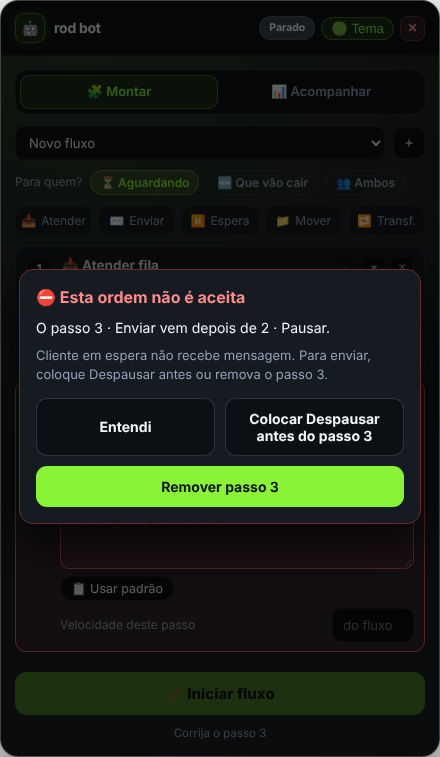 rod bot
Parado
Tema
Montar
Acompanhar
Novo fluxo
+
Para quem?
Aguardando
Que vão cair
Ambos
Atender
Enviar
Espera
Mover
Transf.
1
Atender fila
Esta ordem não é aceita
O passo 3 · Enviar vem depois de 2 · Pausar.
Cliente em espera não recebe mensagem. Para enviar,
coloque Despausar antes ou remova o passo 3.
Entendi
Colocar Despausar
antes do passo 3
Remover passo 3
Usar padrão
Velocidade deste passo
do fluxo
Iniciar fluxo
Corrija o passo 3